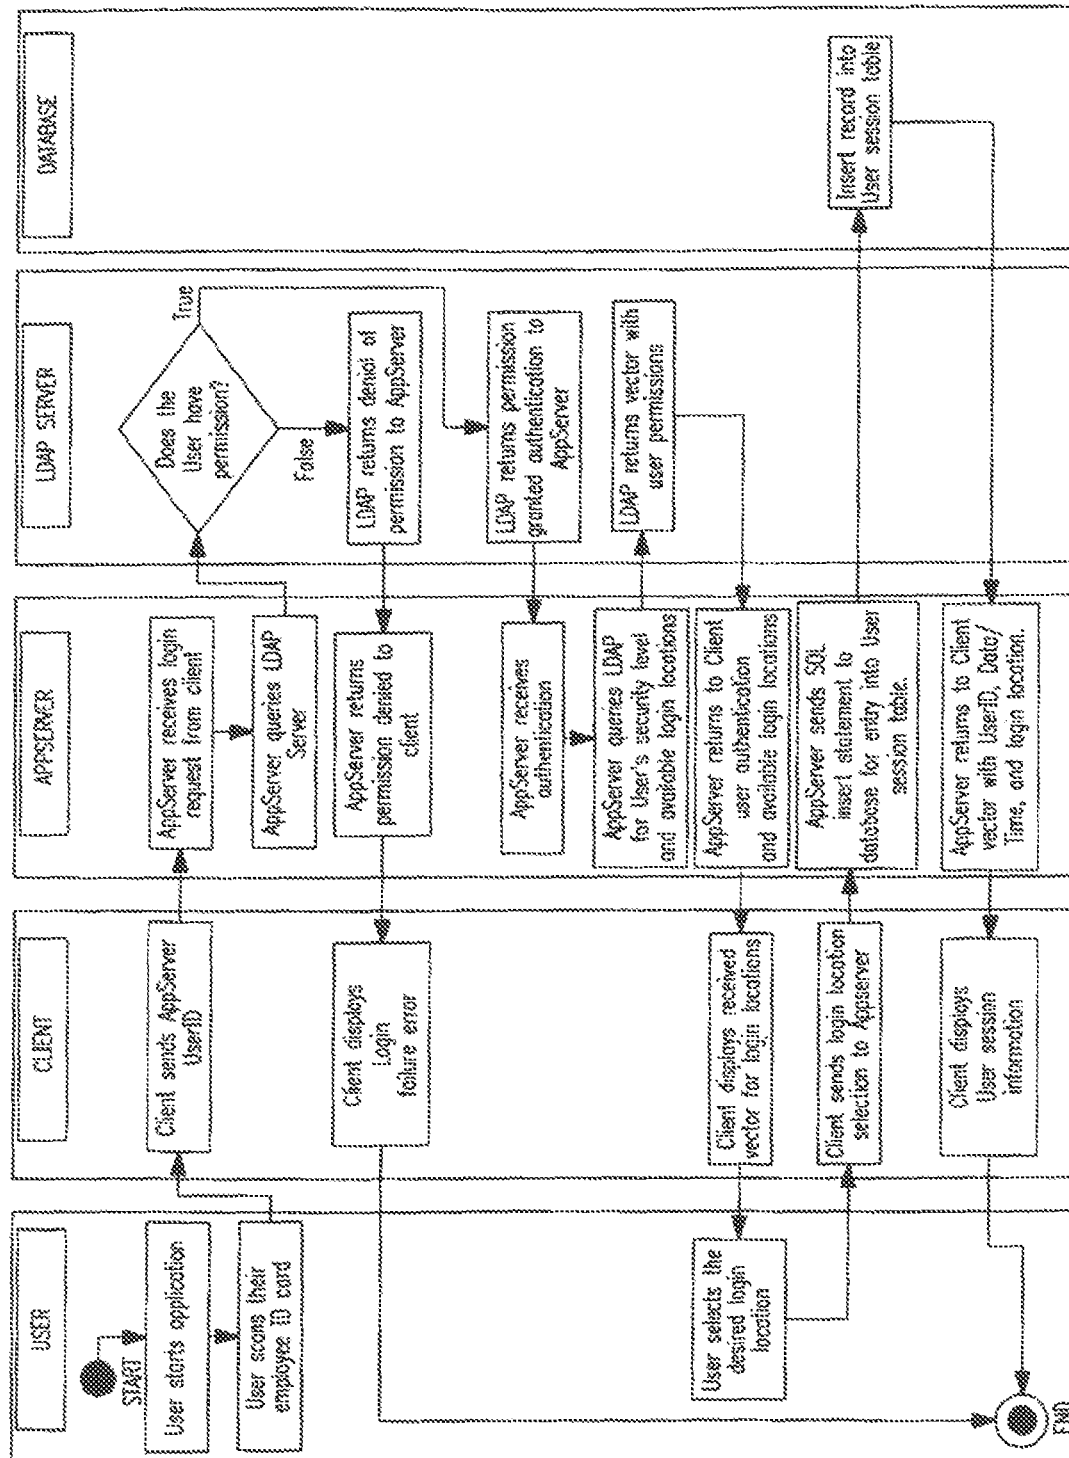 USER
START
User starts application
User scans their
employee ID card
User selects the
desired login
location
END
CLIENT
Client sends AppServer
UserID
Client displays
Login
failure error
Client displays received
vector for login locations
Client sends login location
selection to Appserver
Client displays
User session
information
APPSERVER
AppServer receives login
request from client
AppServer queries LDAP
Server
AppServer returns
permission denied to
client
AppServer receives
authentication
AppServer queries LDAP
for User's security level
and available login locations
AppServer returns to Client
user authentication
and available login locations
AppServer sends SQL
insert statement to
database for entry into User
session table.
AppServer returns to Client
vector with UserID, Date/
Time, and login location.
LDAP SERVER
Does the
User have
permission?
True
False
LDAP returns denial of
permission to AppServer
LDAP returns permission
granted authentication to
AppServer
LDAP returns vector with
user permissions
DATABASE
Insert record into
User session table